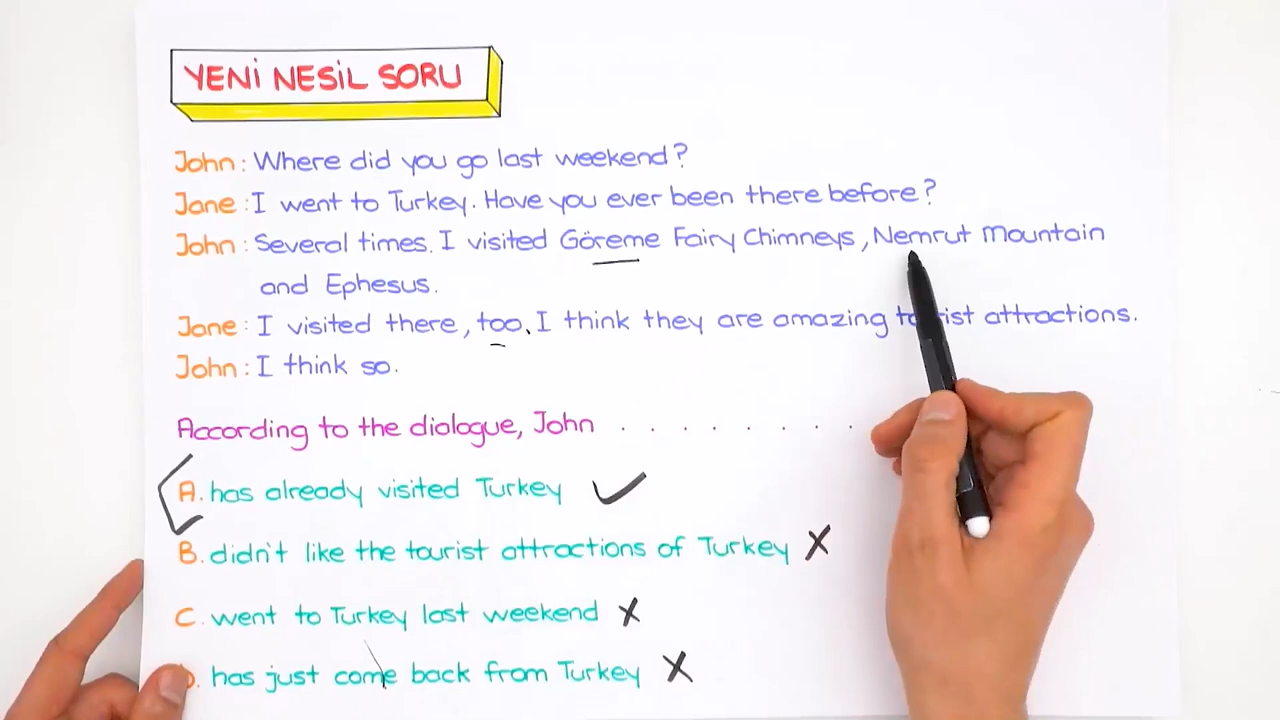 YENİ NESİL SORU
John: Where did you go last weekend?
Jane: I went to Turkey. Have you ever been there before?
John: Several times. I visited Göreme Fairy Chimneys, Nemrut Mountain
and Ephesus.
Jane: I visited there, too. I think they are amazing tourist attractions.
John: I think so.
According to the dialogue, John . . . . . . . .
A. has already visited Turkey
B. didn't like the tourist attractions of Turkey
C. went to Turkey last weekend
D. has just come back from Turkey